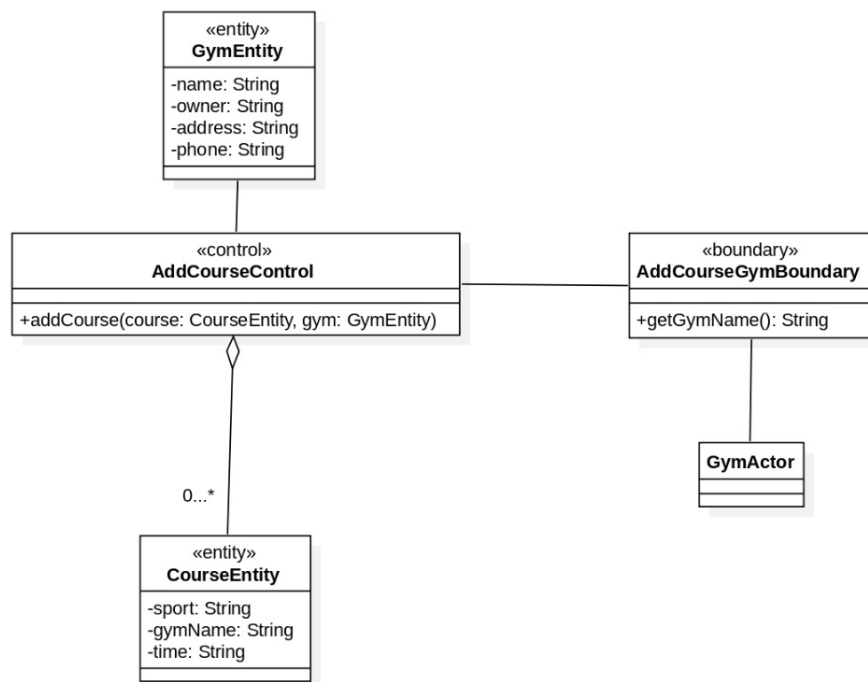 «entity»
GymEntity
-name: String
-owner: String
-address: String
-phone: String
«control»
AddCourseControl
+addCourse(course: CourseEntity, gym: GymEntity)
«boundary»
AddCourseGymBoundary
+getGymName(): String
GymActor
0...*
«entity»
CourseEntity
-sport: String
-gymName: String
-time: String